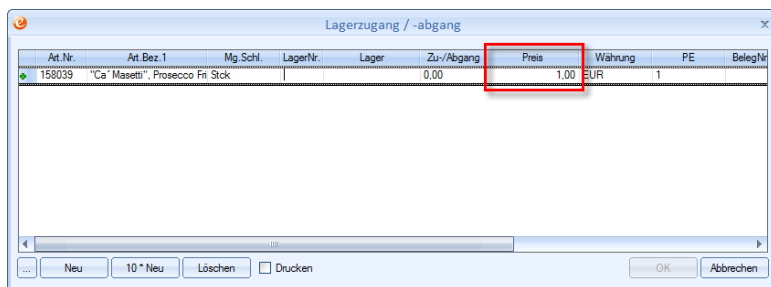 Lagerzugang / -abgang
x
Art.Nr. Art.Bez.1 Mg.Schl. LagerNr. Lager Zu-/Abgang Preis Währung PE BelegNr
158039 "Ca´Masetti", Prosecco Fri Stck 0,00 1,00 EUR 1
... Neu 10 * Neu Löschen Drucken OK Abbrechen